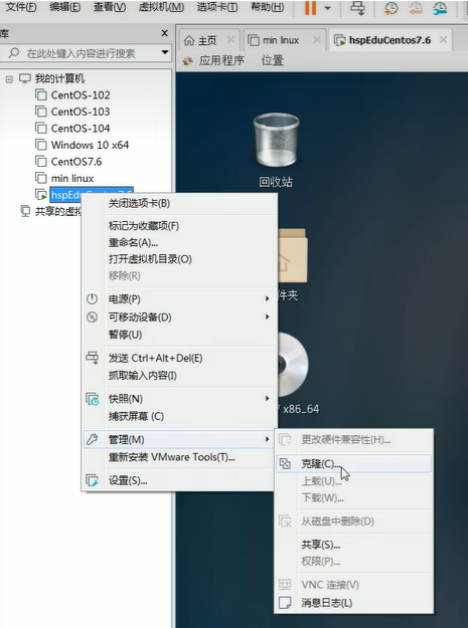 文件(F) 编辑(E) 查看(V) 虚拟机(M) 选项卡(T) 帮助(H)
库
在此处键入内容进行搜索
主页 min linux hspEduCentos7.6
应用程序 位置
我的计算机
CentOS-102
CentOS-103
CentOS-104
Windows 10 x64
CentOS7.6
min linux
共享的虚拟
回收站
关闭选项卡(B)
标记为收藏项(F)
重命名(A)...
打开虚拟机目录(O)
移除(R)
件夹
电源(P)
可移动设备(D)
暂停(U)
发送 Ctrl+Alt+Del(E)
抓取输入内容(I)
快照(N)
捕获屏幕 (C)
7 x86_64
管理(M)
重新安装 VMware Tools(T)...
设置(S)...
更改硬件兼容性(H)...
克隆(C)...
上载(U)...
下载(W)...
从磁盘中删除(D)
共享(S)...
权限(P)...
VNC 连接(V)
消息日志(L)